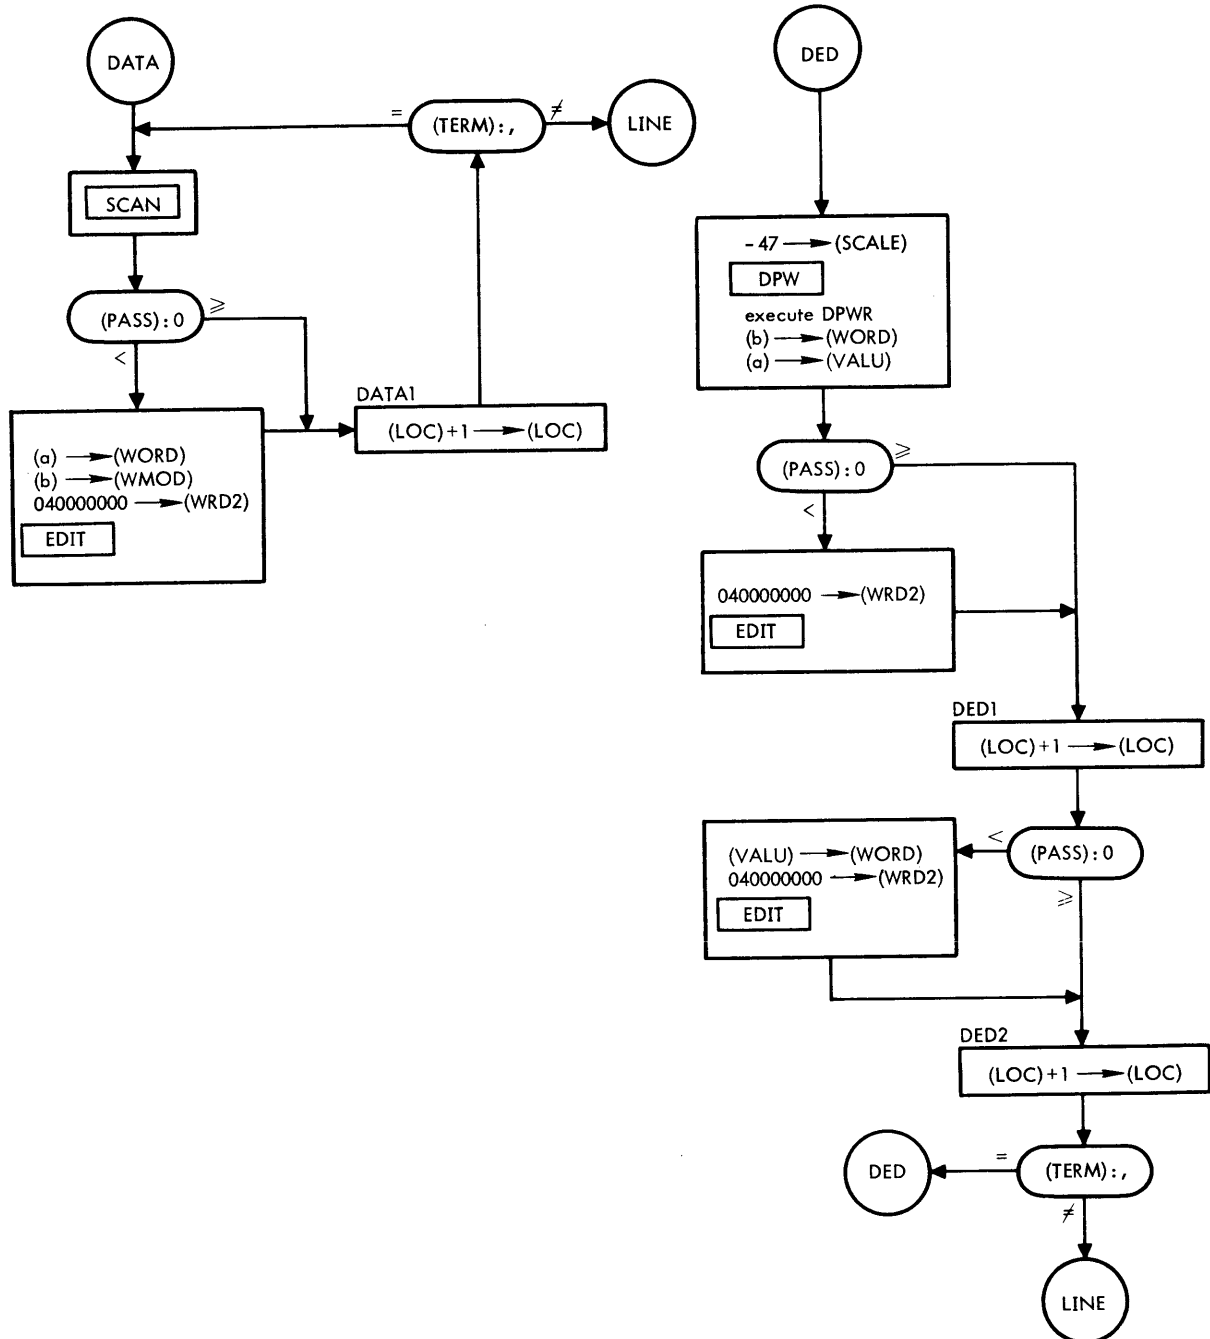 DATA
= (TERM):, ≠
LINE
SCAN
(PASS):0 ≥
<
(a) → (WORD)
(b) → (WMOD)
040000000 → (WRD2)
EDIT
DATA1
(LOC)+1 → (LOC)
DED
-47 → (SCALE)
DPW
execute DPWR
(b) → (WORD)
(a) → (VALU)
(PASS):0 ≥
<
040000000 → (WRD2)
EDIT
DED1
(LOC)+1 → (LOC)
< (PASS):0
≥
(VALU) → (WORD)
040000000 → (WRD2)
EDIT
DED2
(LOC)+1 → (LOC)
DED
= (TERM):,
≠
LINE